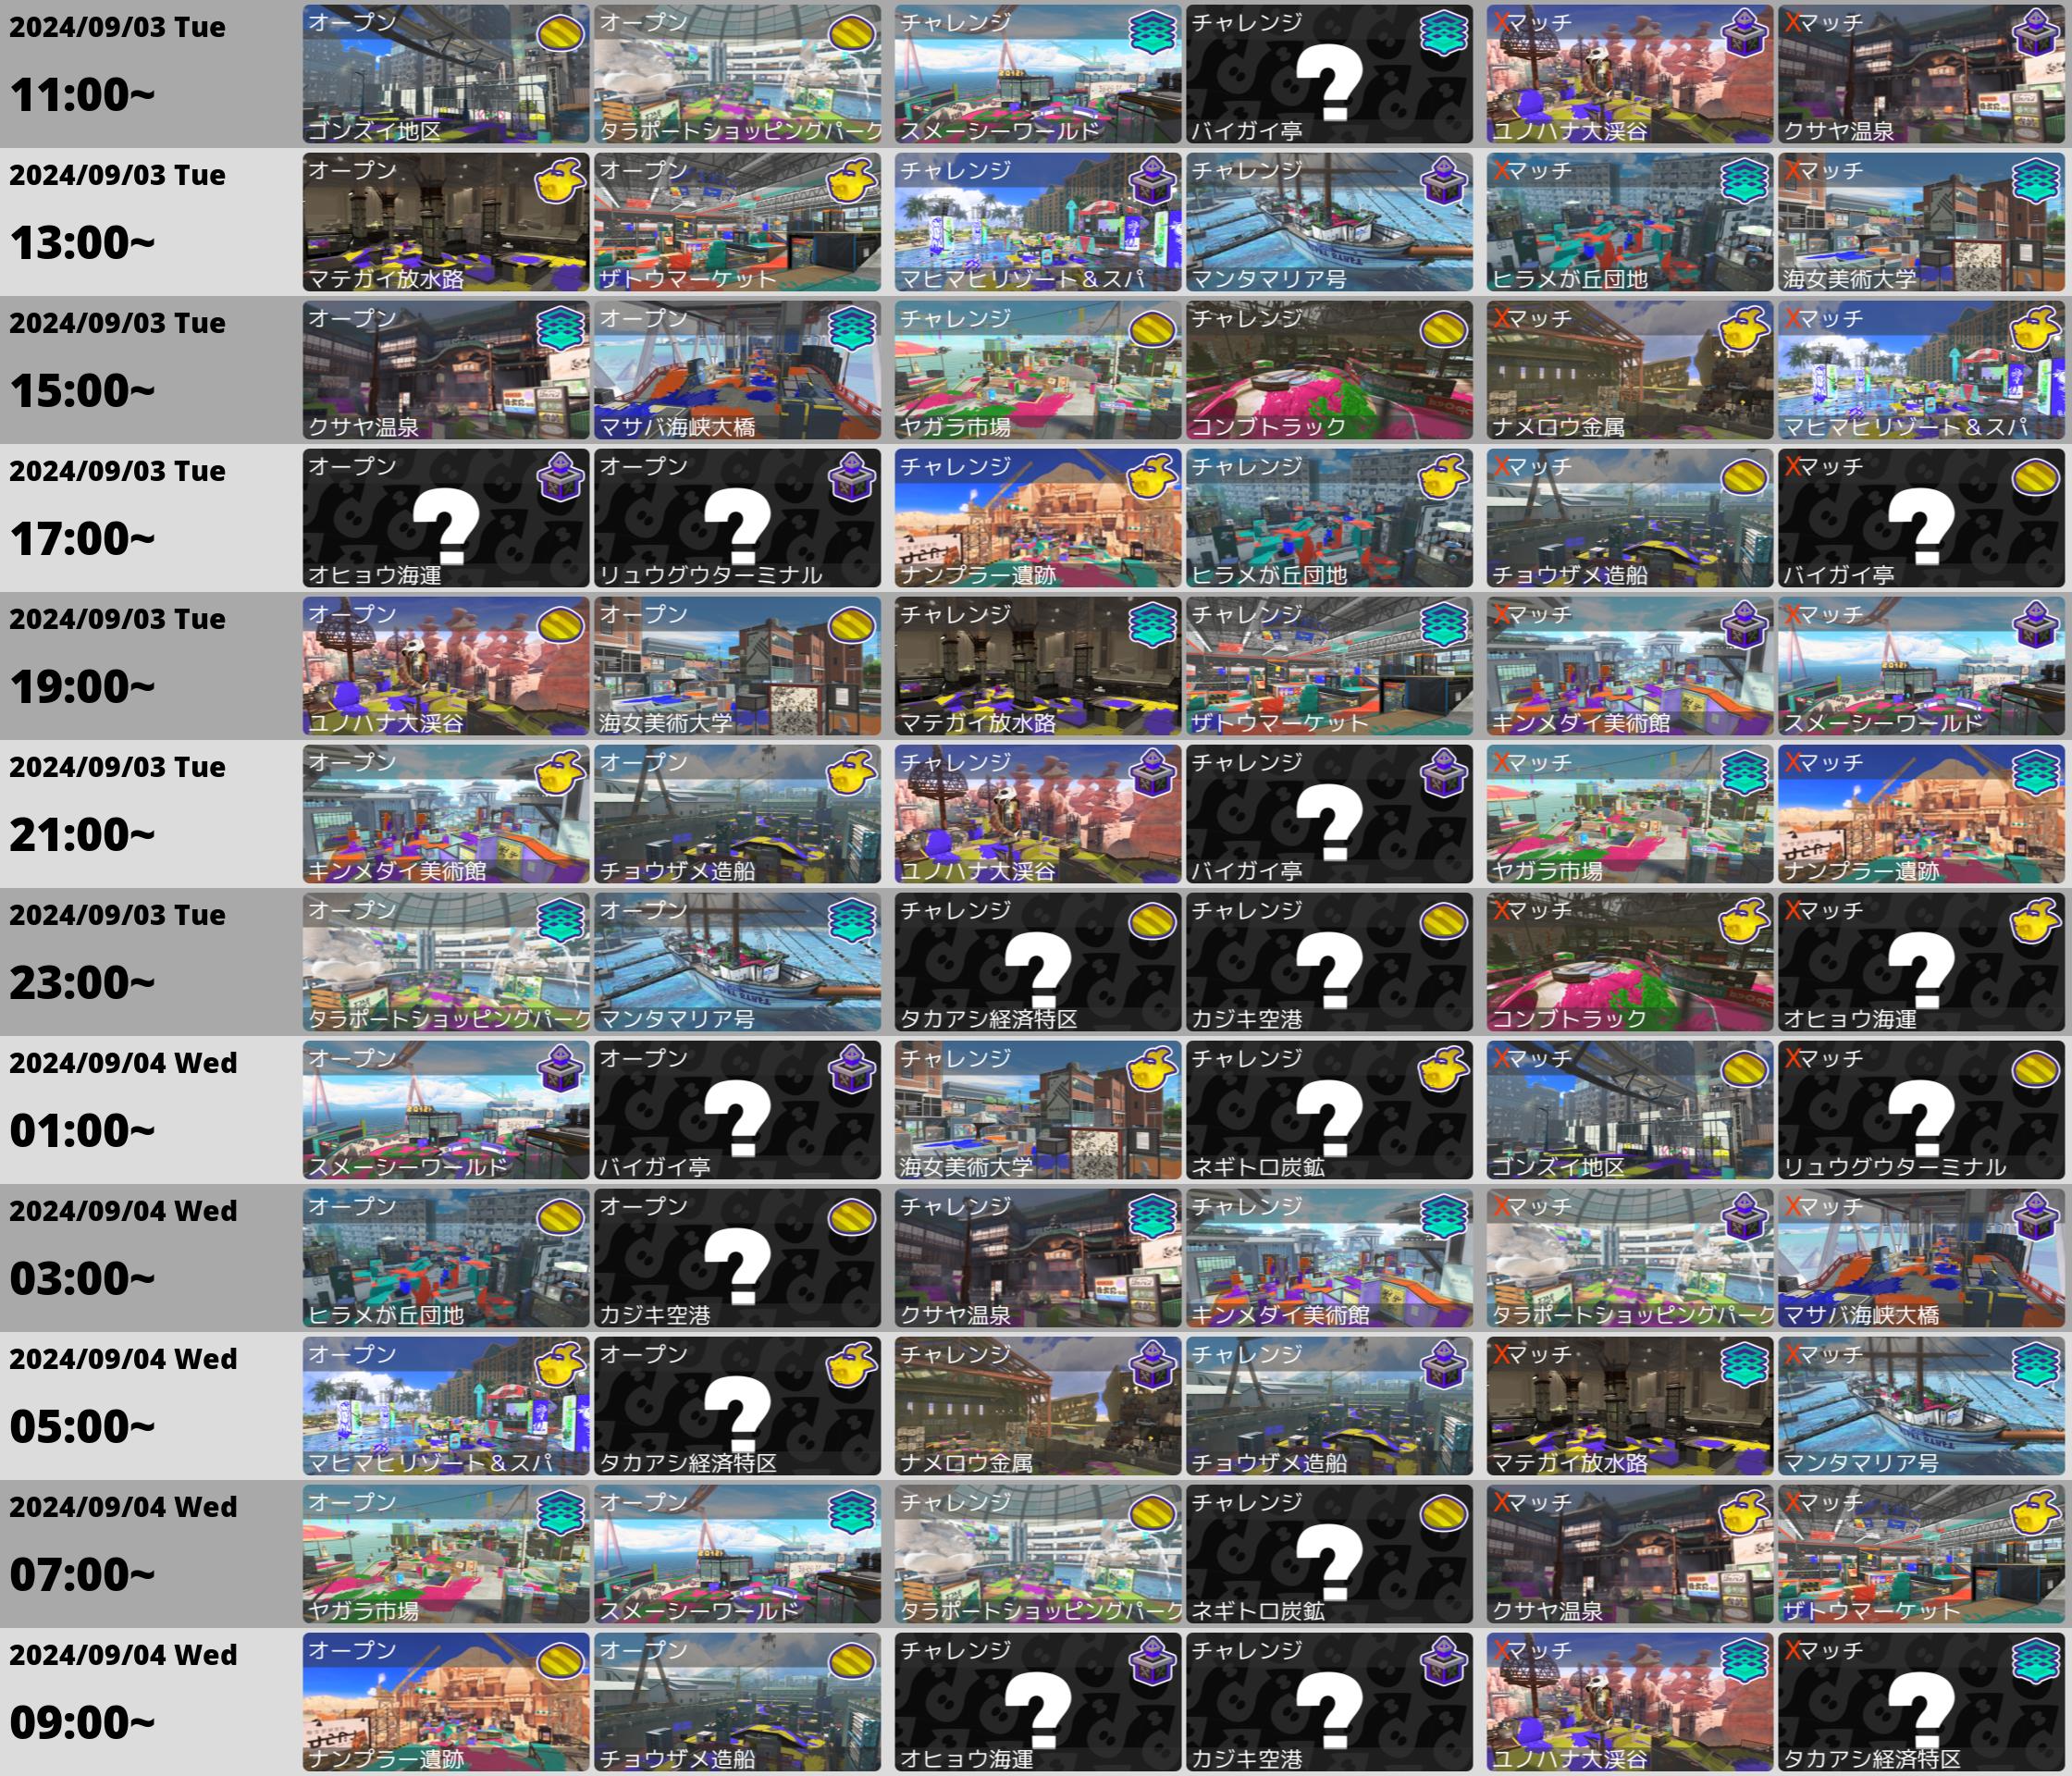 2024/09/03 Tue
11:00~
オープン
ゴンズイ地区
オープン
タラポートショッピングパーク
チャレンジ
スメーシーワールド
チャレンジ
バイガイ亭
Xマッチ
ユノハナ大渓谷
Xマッチ
クサヤ温泉
2024/09/03 Tue
13:00~
オープン
マテガイ放水路
オープン
ザトウマーケット
チャレンジ
マヒマヒリゾート＆スパ
チャレンジ
マンタマリア号
Xマッチ
ヒラメが丘団地
Xマッチ
海女美術大学
2024/09/03 Tue
15:00~
オープン
クサヤ温泉
オープン
マサバ海峡大橋
チャレンジ
ヤガラ市場
チャレンジ
コンブトラック
Xマッチ
ナメロウ金属
Xマッチ
マヒマヒリゾート＆スパ
2024/09/03 Tue
17:00~
オープン
?
オヒョウ海運
オープン
?
リュウグウターミナル
チャレンジ
ナンプラー遺跡
チャレンジ
ヒラメが丘団地
Xマッチ
チョウザメ造船
Xマッチ
?
バイガイ亭
2024/09/03 Tue
19:00~
オープン
ユノハナ大渓谷
オープン
海女美術大学
チャレンジ
マテガイ放水路
チャレンジ
ザトウマーケット
Xマッチ
キンメダイ美術館
Xマッチ
スメーシーワールド
2024/09/03 Tue
21:00~
オープン
キンメダイ美術館
オープン
チョウザメ造船
チャレンジ
ユノハナ大渓谷
チャレンジ
?
バイガイ亭
Xマッチ
ヤガラ市場
Xマッチ
ナンプラー遺跡
2024/09/03 Tue
23:00~
オープン
タラポートショッピングパーク
オープン
マンタマリア号
チャレンジ
?
タカアシ経済特区
チャレンジ
?
カジキ空港
Xマッチ
コンブトラック
Xマッチ
?
オヒョウ海運
2024/09/04 Wed
01:00~
オープン
スメーシーワールド
オープン
?
バイガイ亭
チャレンジ
海女美術大学
チャレンジ
?
ネギトロ炭鉱
Xマッチ
ゴンズイ地区
Xマッチ
?
リュウグウターミナル
2024/09/04 Wed
03:00~
オープン
ヒラメが丘団地
オープン
?
カジキ空港
チャレンジ
クサヤ温泉
チャレンジ
キンメダイ美術館
Xマッチ
タラポートショッピングパーク
Xマッチ
マサバ海峡大橋
2024/09/04 Wed
05:00~
オープン
マヒマヒリゾート＆スパ
オープン
?
タカアシ経済特区
チャレンジ
ナメロウ金属
チャレンジ
チョウザメ造船
Xマッチ
マテガイ放水路
Xマッチ
マンタマリア号
2024/09/04 Wed
07:00~
オープン
ヤガラ市場
オープン
スメーシーワールド
チャレンジ
タラポートショッピングパーク
チャレンジ
?
ネギトロ炭鉱
Xマッチ
クサヤ温泉
Xマッチ
ザトウマーケット
2024/09/04 Wed
09:00~
オープン
ナンプラー遺跡
オープン
チョウザメ造船
チャレンジ
?
オヒョウ海運
チャレンジ
?
カジキ空港
Xマッチ
ユノハナ大渓谷
Xマッチ
?
タカアシ経済特区